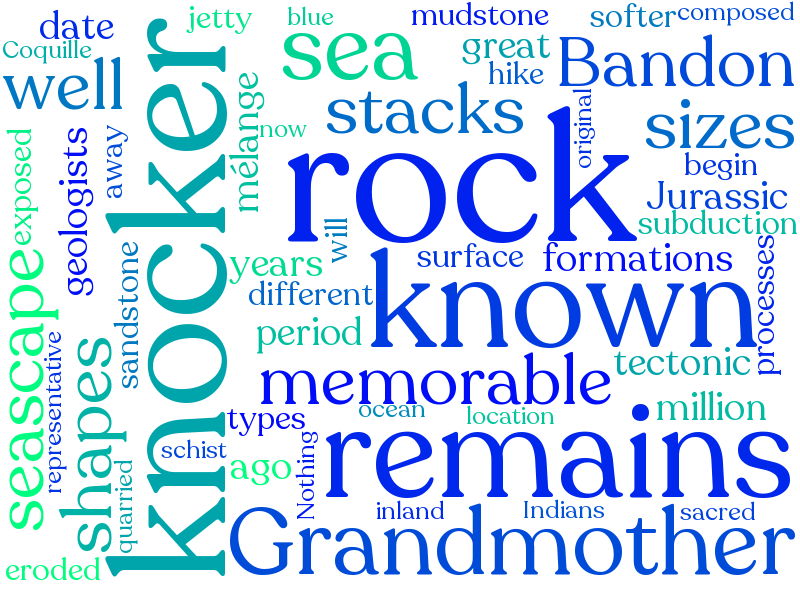 date
jetty
blue
mudstone
softer
composed
Coquille
well
knocker
sea
great
hike
Bandon
mélange
now
stacks
original
sizes
exposed
geologists
away
rock
begin
Jurassic
subduction
will
years
surface
formations
processes
seascape
sandstone
different
known
period
representative
shapes
memorable
tectonic
types
ocean
location
million
schist
ago
Nothing
remains
quarried
inland
Indians
sacred
eroded
Grandmother